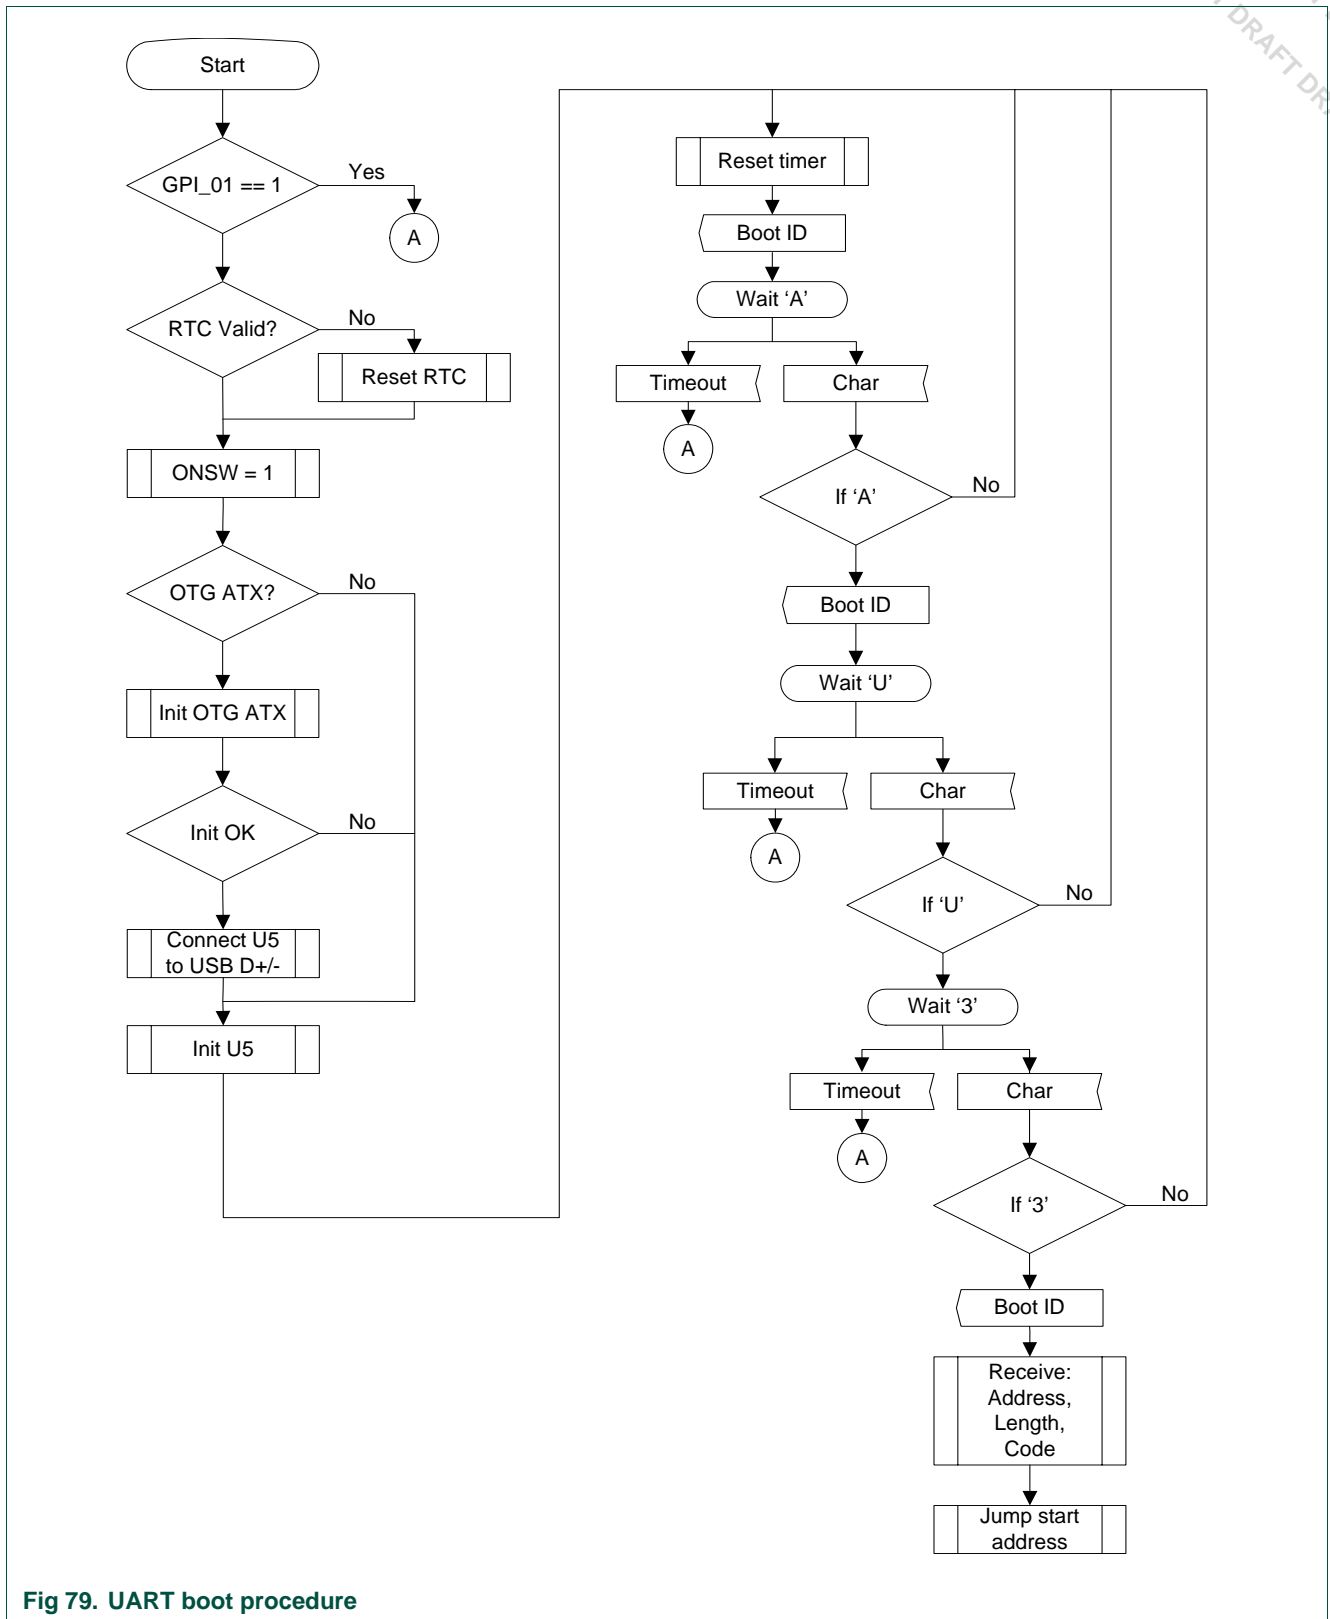 DRAFT
Start
GPI_01 == 1
Yes
A
RTC Valid?
No
Reset RTC
ONSW = 1
OTG ATX?
No
Init OTG ATX
Init OK
No
Connect U5
to USB D+/-
Init U5
Reset timer
Boot ID
Wait ‘A’
Timeout
Char
A
If ‘A’
No
Boot ID
Wait ‘U’
Timeout
Char
A
If ‘U’
No
Wait ‘3’
Timeout
Char
A
If ‘3’
No
Boot ID
Receive:
Address,
Length,
Code
Jump start
address
Fig 79. UART boot procedure